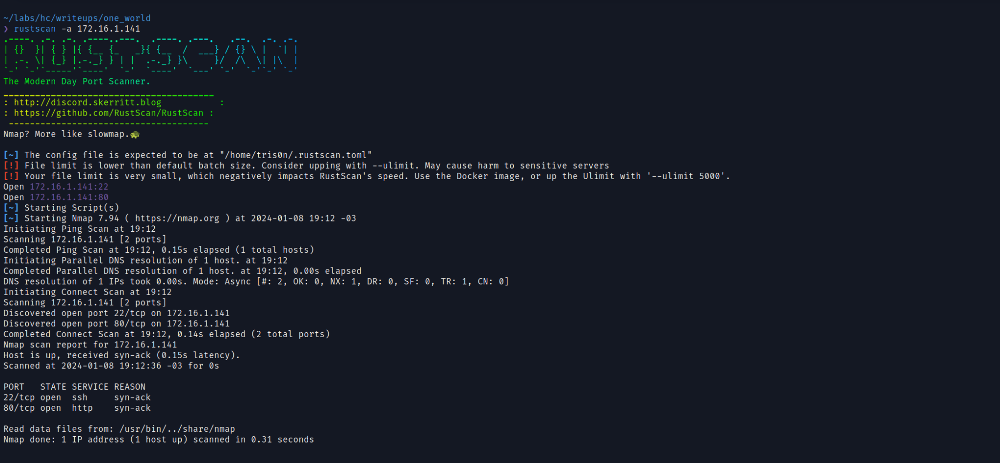 ~/labs/hc/writeups/one_world
❯ rustscan -a 172.16.1.141
.----. .-. .-. .----..---.  .----. .---.   .--.  .-. .-.
| {}  }| { } |{ {__ {_   _}{ {__  /  ___} / {} \ |  `| |
| .-. \| {_} |.-._} } | |  .-._} }\     }/  /\  \| |\  |
`-' `-'`-----'`----'  `-'  `----'  `---' `-'  `-'`-' `-'
The Modern Day Port Scanner.
________________________________________
: http://discord.skerritt.blog           :
: https://github.com/RustScan/RustScan :
 --------------------------------------
Nmap? More like slowmap.🐢
[~] The config file is expected to be at "/home/tris0n/.rustscan.toml"
[!] File limit is lower than default batch size. Consider upping with --ulimit. May cause harm to sensitive servers
[!] Your file limit is very small, which negatively impacts RustScan's speed. Use the Docker image, or up the Ulimit with '--ulimit 5000'.
Open 172.16.1.141:22
Open 172.16.1.141:80
[~] Starting Script(s)
[~] Starting Nmap 7.94 ( https://nmap.org ) at 2024-01-08 19:12 -03
Initiating Ping Scan at 19:12
Scanning 172.16.1.141 [2 ports]
Completed Ping Scan at 19:12, 0.15s elapsed (1 total hosts)
Initiating Parallel DNS resolution of 1 host. at 19:12
Completed Parallel DNS resolution of 1 host. at 19:12, 0.00s elapsed
DNS resolution of 1 IPs took 0.00s. Mode: Async [#: 2, OK: 0, NX: 1, DR: 0, SF: 0, TR: 1, CN: 0]
Initiating Connect Scan at 19:12
Scanning 172.16.1.141 [2 ports]
Discovered open port 22/tcp on 172.16.1.141
Discovered open port 80/tcp on 172.16.1.141
Completed Connect Scan at 19:12, 0.14s elapsed (2 total ports)
Nmap scan report for 172.16.1.141
Host is up, received syn-ack (0.15s latency).
Scanned at 2024-01-08 19:12:36 -03 for 0s
PORT   STATE SERVICE REASON
22/tcp open  ssh     syn-ack
80/tcp open  http    syn-ack
Read data files from: /usr/bin/../share/nmap
Nmap done: 1 IP address (1 host up) scanned in 0.31 seconds